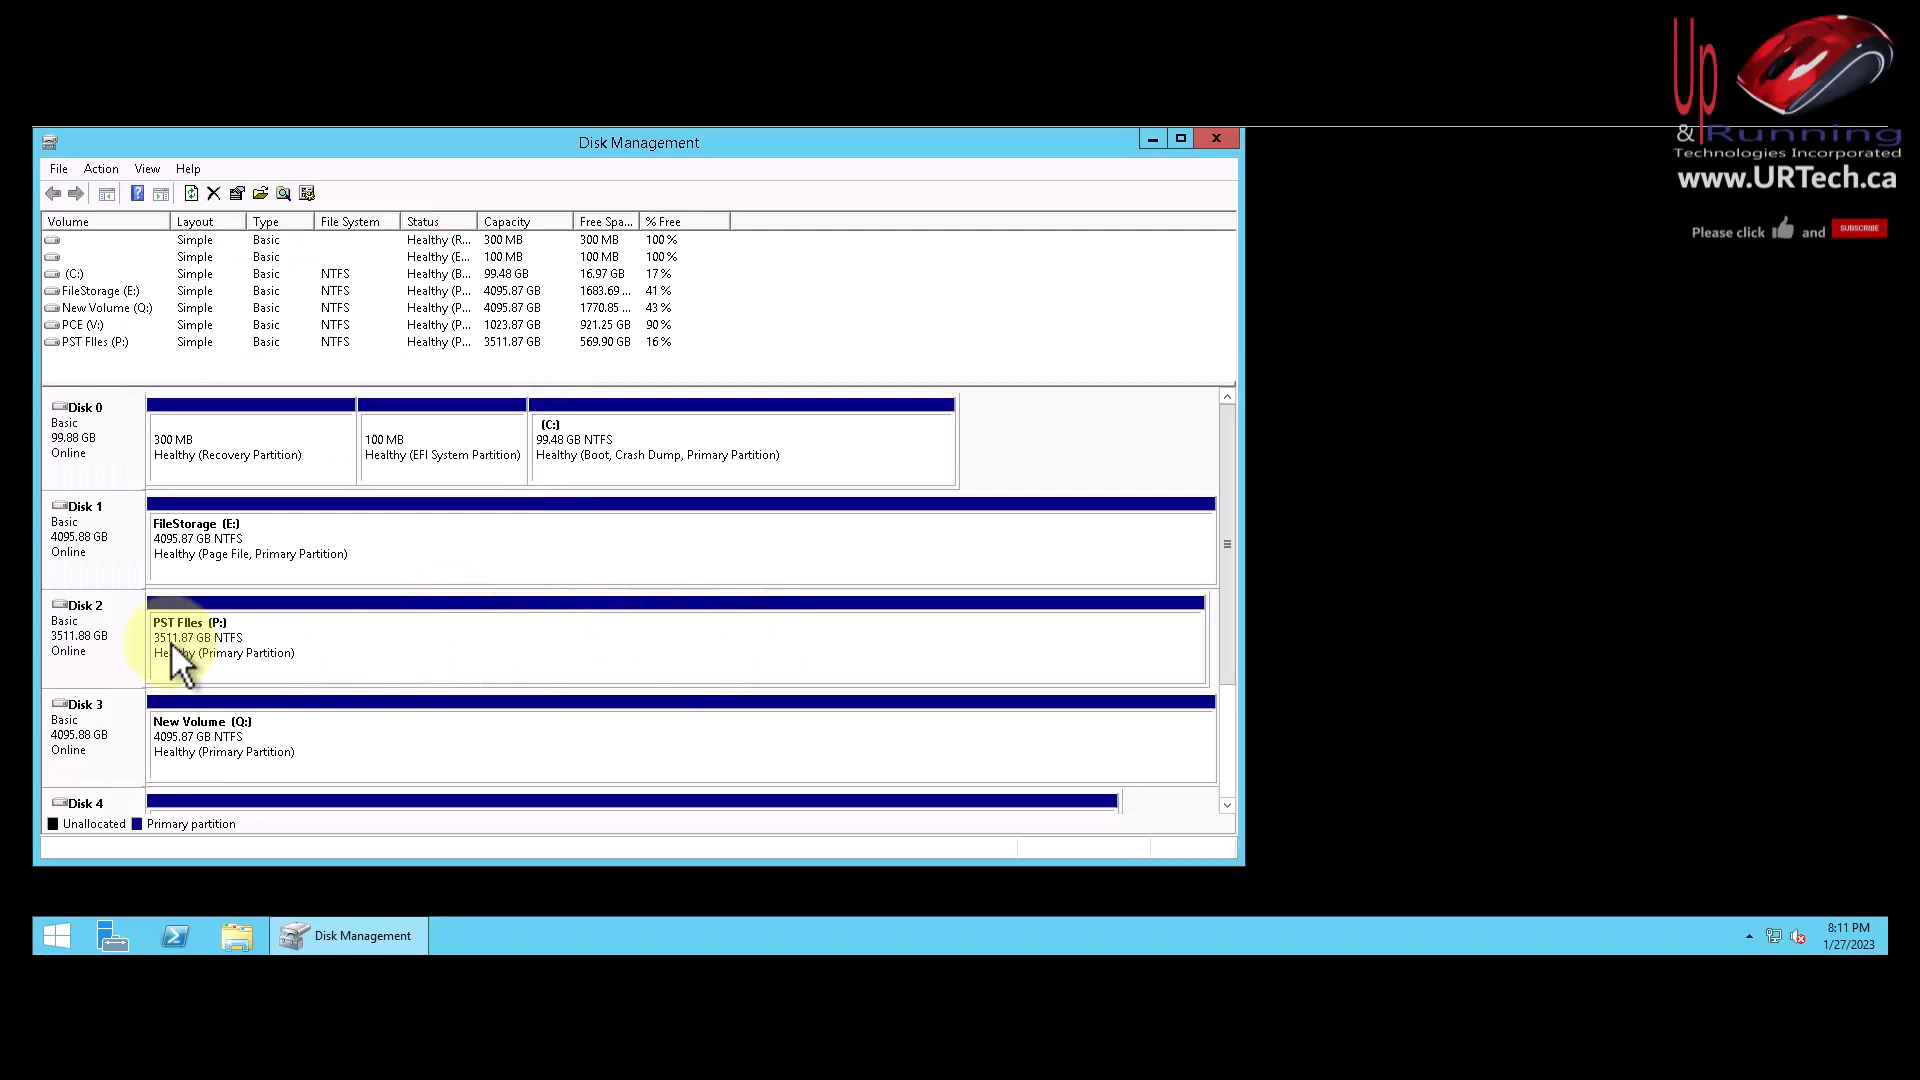 Up
& Running
Technologies Incorporated
www.URTech.ca
Please click and SUBSCRIBE
Disk Management
File Action View Help
Volume Layout Type File System Status Capacity Free Spa... % Free
Simple Basic Healthy (R... 300 MB 300 MB 100 %
Simple Basic Healthy (E... 100 MB 100 MB 100 %
(C:) Simple Basic NTFS Healthy (B... 99.48 GB 16.97 GB 17 %
FileStorage (E:) Simple Basic NTFS Healthy (P... 4095.87 GB 1683.69 ... 41 %
New Volume (Q:) Simple Basic NTFS Healthy (P... 4095.87 GB 1770.85 ... 43 %
PCE (V:) Simple Basic NTFS Healthy (P... 1023.87 GB 921.25 GB 90 %
PST FIles (P:) Simple Basic NTFS Healthy (P... 3511.87 GB 569.90 GB 16 %
Disk 0
Basic
99.88 GB
Online
300 MB
Healthy (Recovery Partition)
100 MB
Healthy (EFI System Partition)
(C:)
99.48 GB NTFS
Healthy (Boot, Crash Dump, Primary Partition)
Disk 1
Basic
4095.88 GB
Online
FileStorage (E:)
4095.87 GB NTFS
Healthy (Page File, Primary Partition)
Disk 2
Basic
3511.88 GB
Online
PST FIles (P:)
3511.87 GB NTFS
Healthy (Primary Partition)
Disk 3
Basic
4095.88 GB
Online
New Volume (Q:)
4095.87 GB NTFS
Healthy (Primary Partition)
Disk 4
Unallocated Primary partition
Disk Management
8:11 PM
1/27/2023